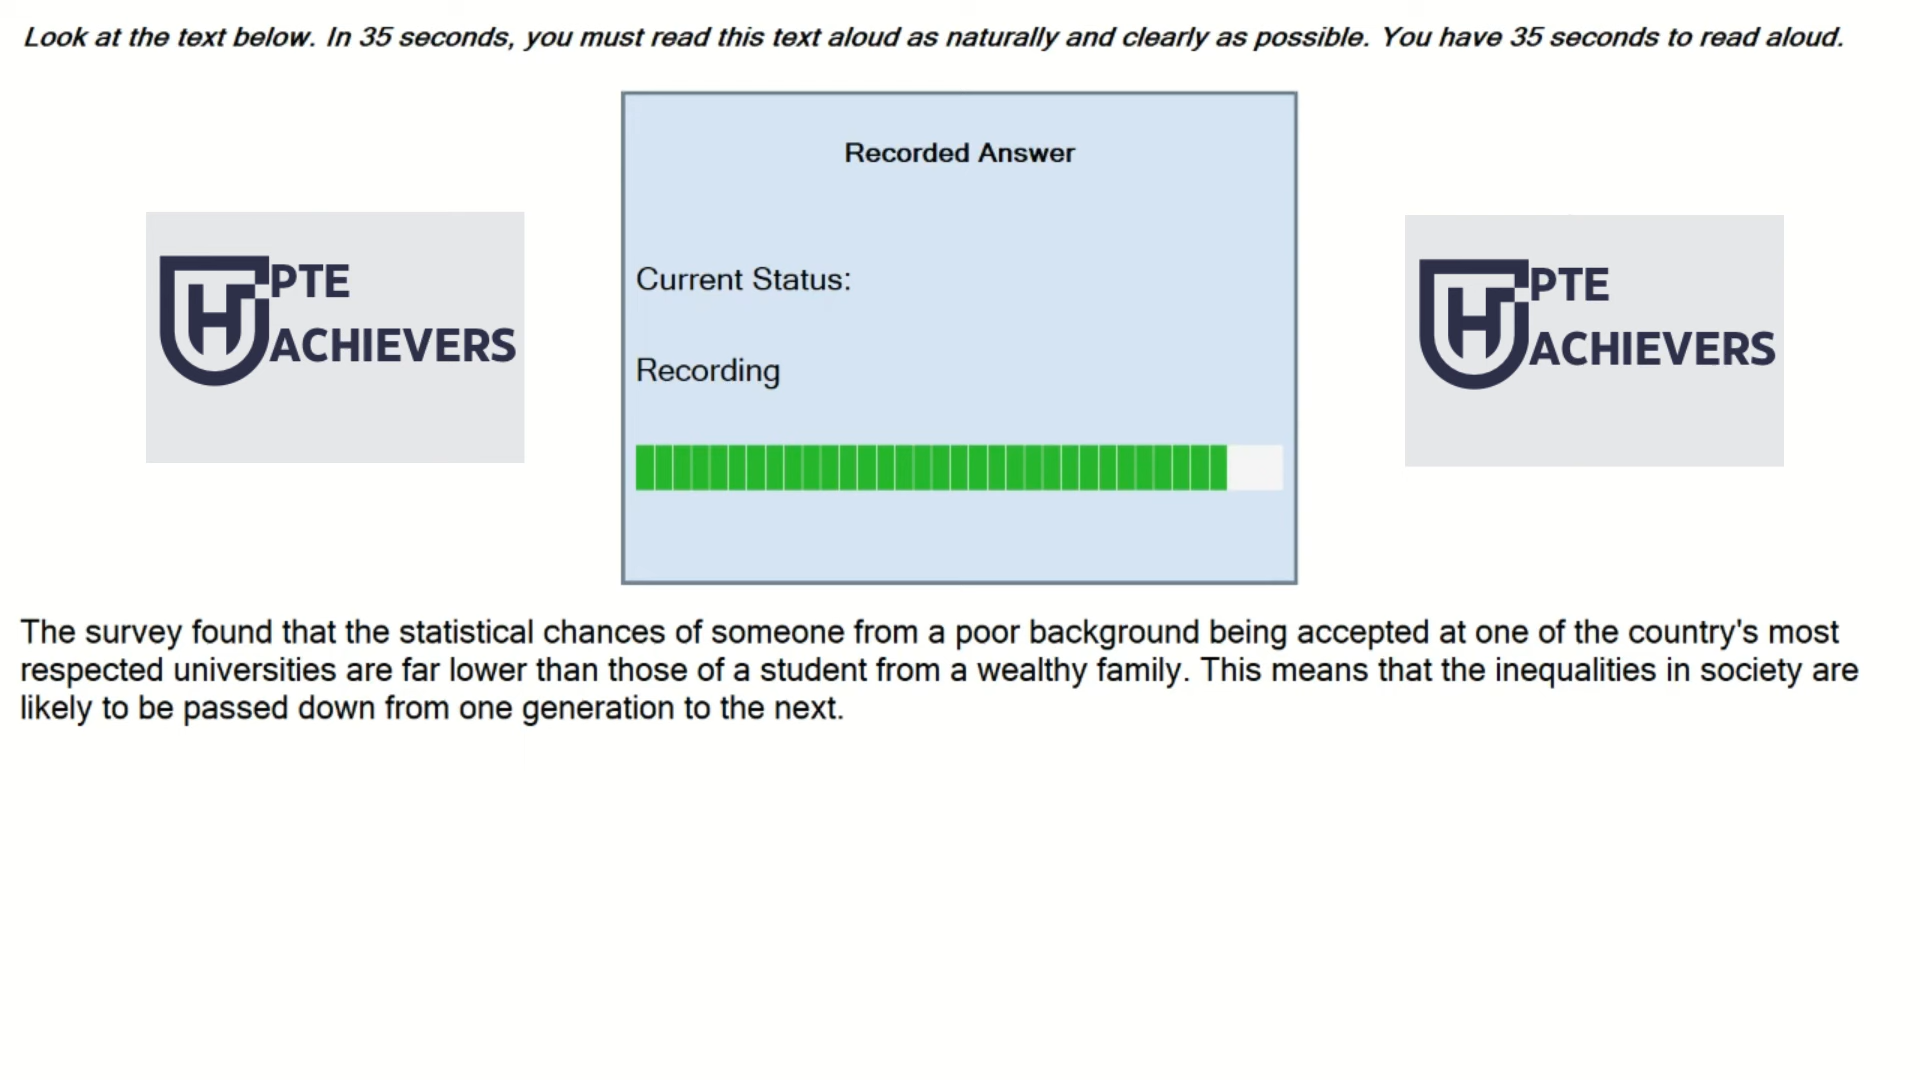 Look at the text below. In 35 seconds, you must read this text aloud as naturally and clearly as possible. You have 35 seconds to read aloud.
Recorded Answer
Current Status:
Recording
PTE
ACHIEVERS
PTE
ACHIEVERS
The survey found that the statistical chances of someone from a poor background being accepted at one of the country's most
respected universities are far lower than those of a student from a wealthy family. This means that the inequalities in society are
likely to be passed down from one generation to the next.